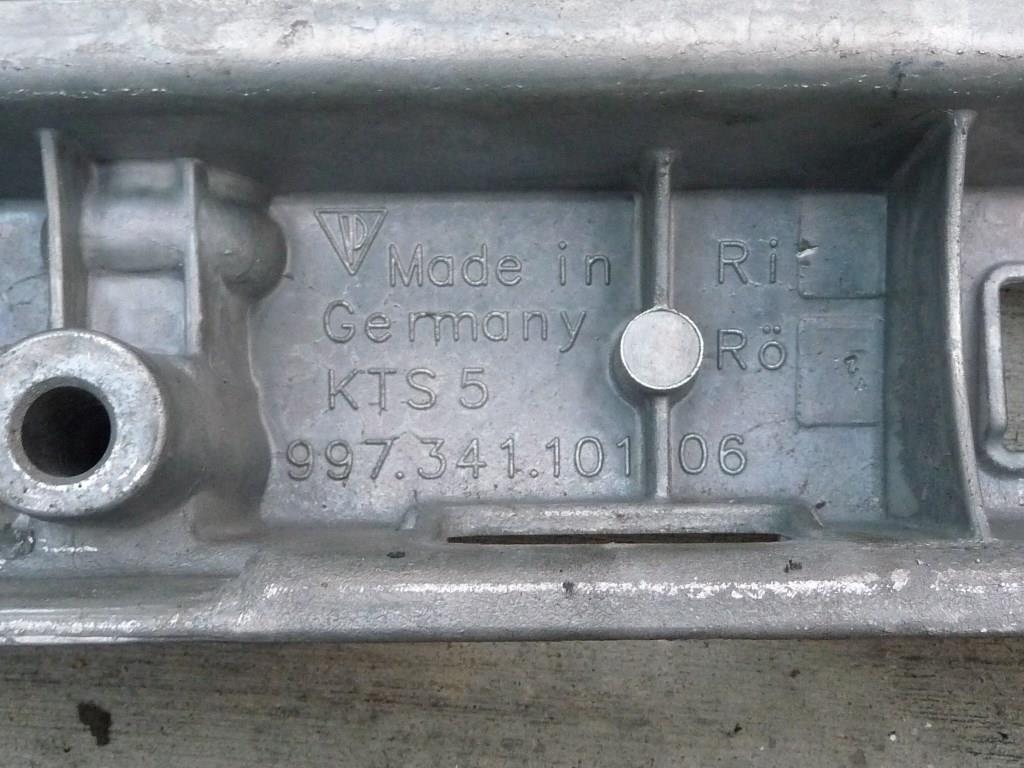 Made in
Germany
KTS 5
997.341.101 06
Ri
Rö